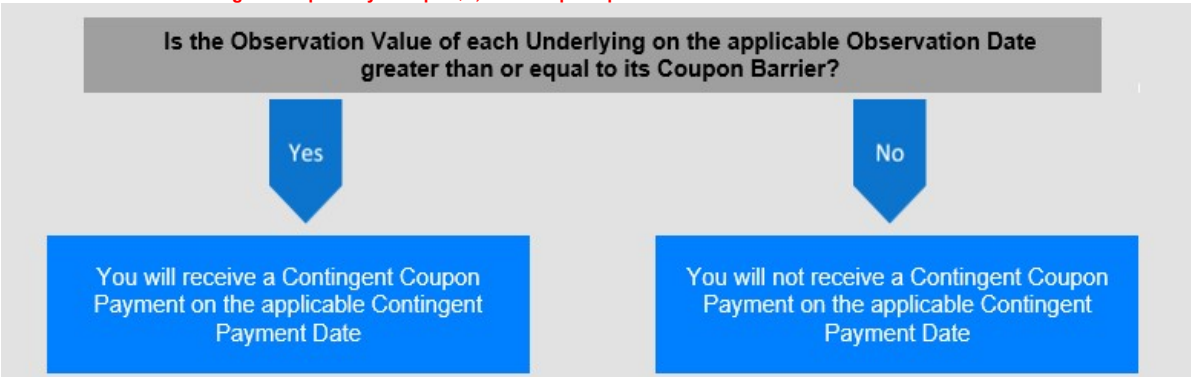 Is the Observation Value of each Underlying on the applicable Observation Date
greater than or equal to its Coupon Barrier?
Yes
No
You will receive a Contingent Coupon
Payment on the applicable Contingent
Payment Date
You will not receive a Contingent Coupon
Payment on the applicable Contingent
Payment Date